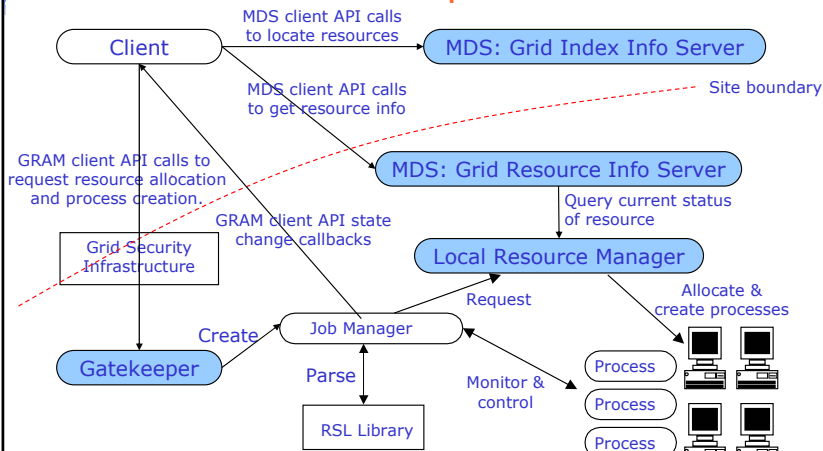 MDS client API calls
to locate resources
Client
MDS: Grid Index Info Server
MDS client API calls
to get resource info
Site boundary
GRAM client API calls to
request resource allocation
and process creation.
MDS: Grid Resource Info Server
Query current status
of resource
GRAM client API state
change callbacks
Grid Security
Infrastructure
Local Resource Manager
Request
Allocate &
create processes
Create
Job Manager
Gatekeeper
Parse
Monitor &
control
Process
Process
Process
RSL Library